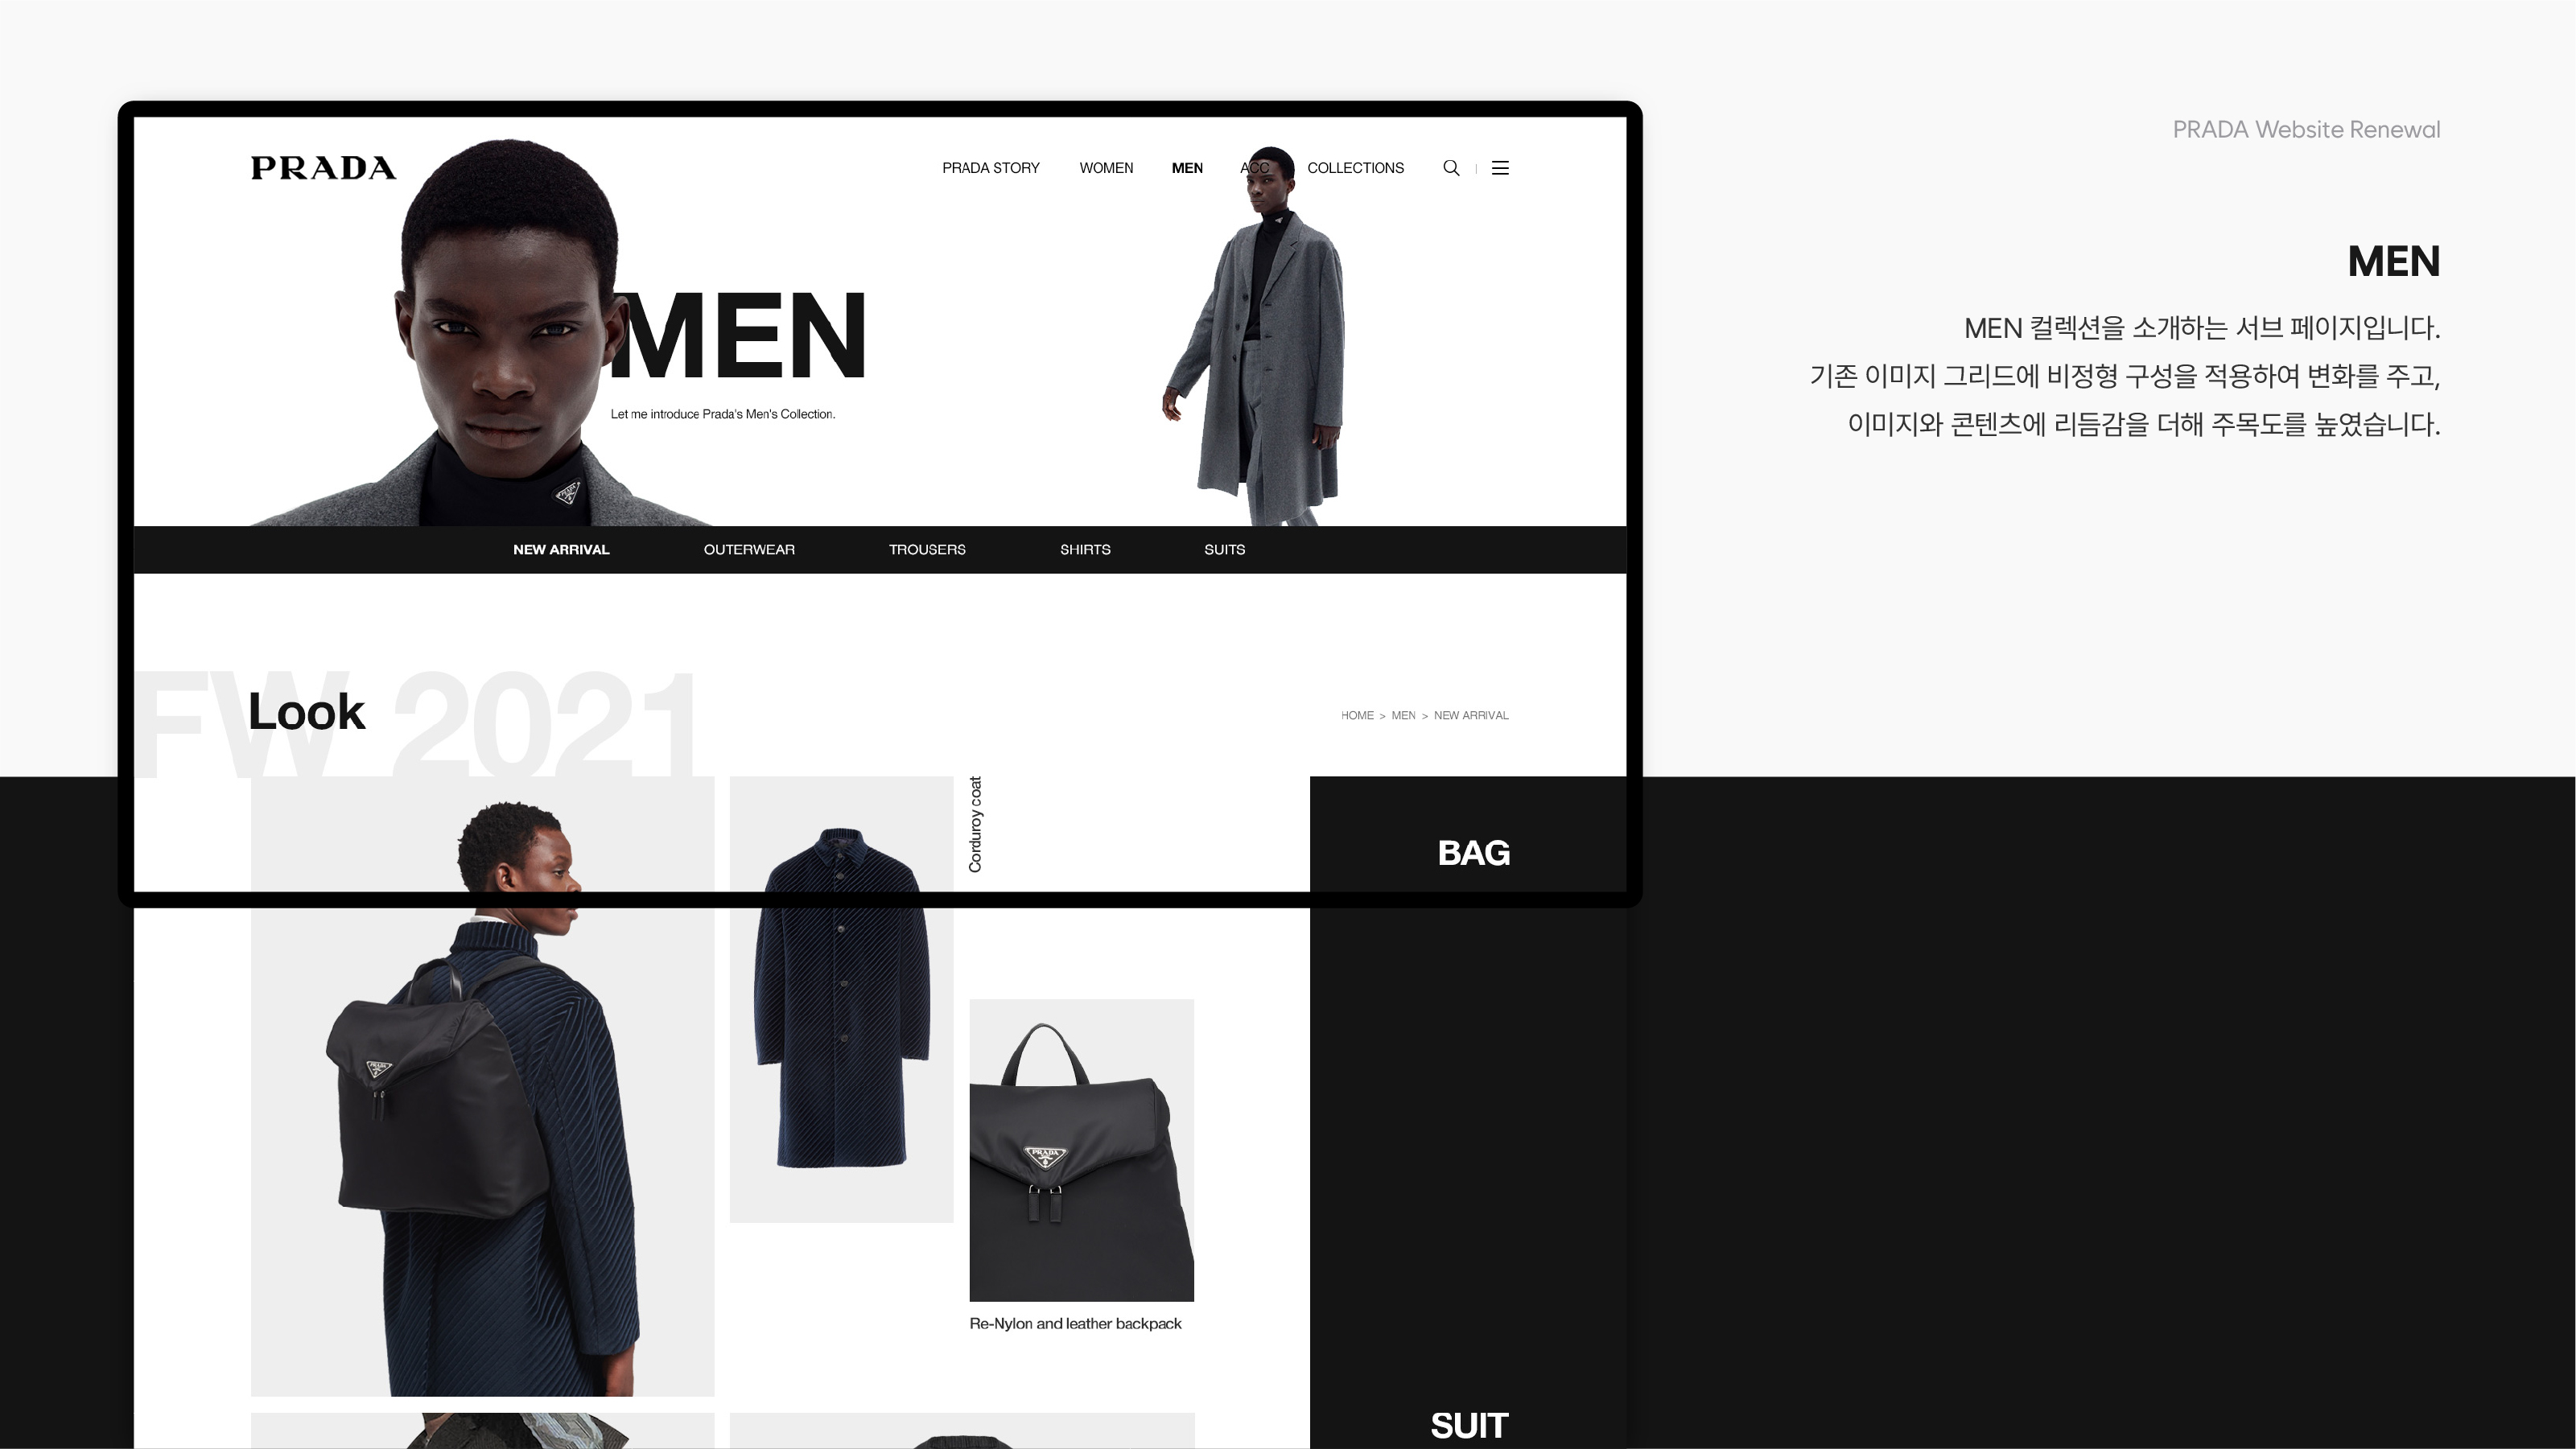 PRADA
PRADA STORY WOMEN MEN ACC COLLECTIONS
MEN
Let me introduce Prada's Men's Collection.
NEW ARRIVAL OUTERWEAR TROUSERS SHIRTS SUITS
FW 2021
Look
HOME > MEN > NEW ARRIVAL
Corduroy coat
BAG
PRADA
Re-Nylon and leather backpack
SUIT
PRADA Website Renewal
MEN
MEN 컬렉션을 소개하는 서브 페이지입니다.
기존 이미지 그리드에 비정형 구성을 적용하여 변화를 주고,
이미지와 콘텐츠에 리듬감을 더해 주목도를 높였습니다.